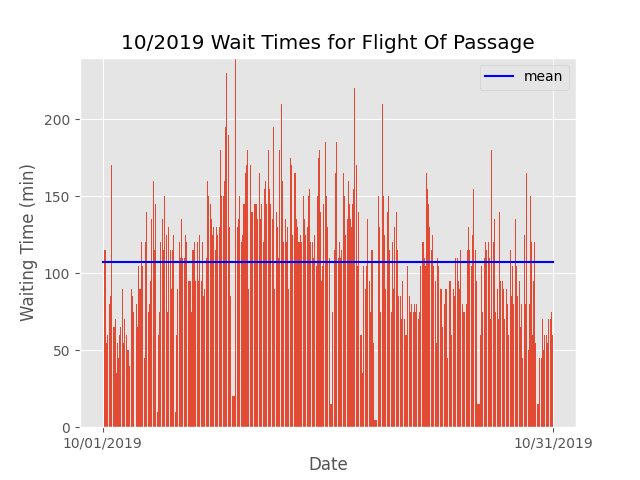 10/2019 Wait Times for Flight Of Passage
mean
200
150
100
50
0
Waiting Time (min)
10/01/2019
10/31/2019
Date